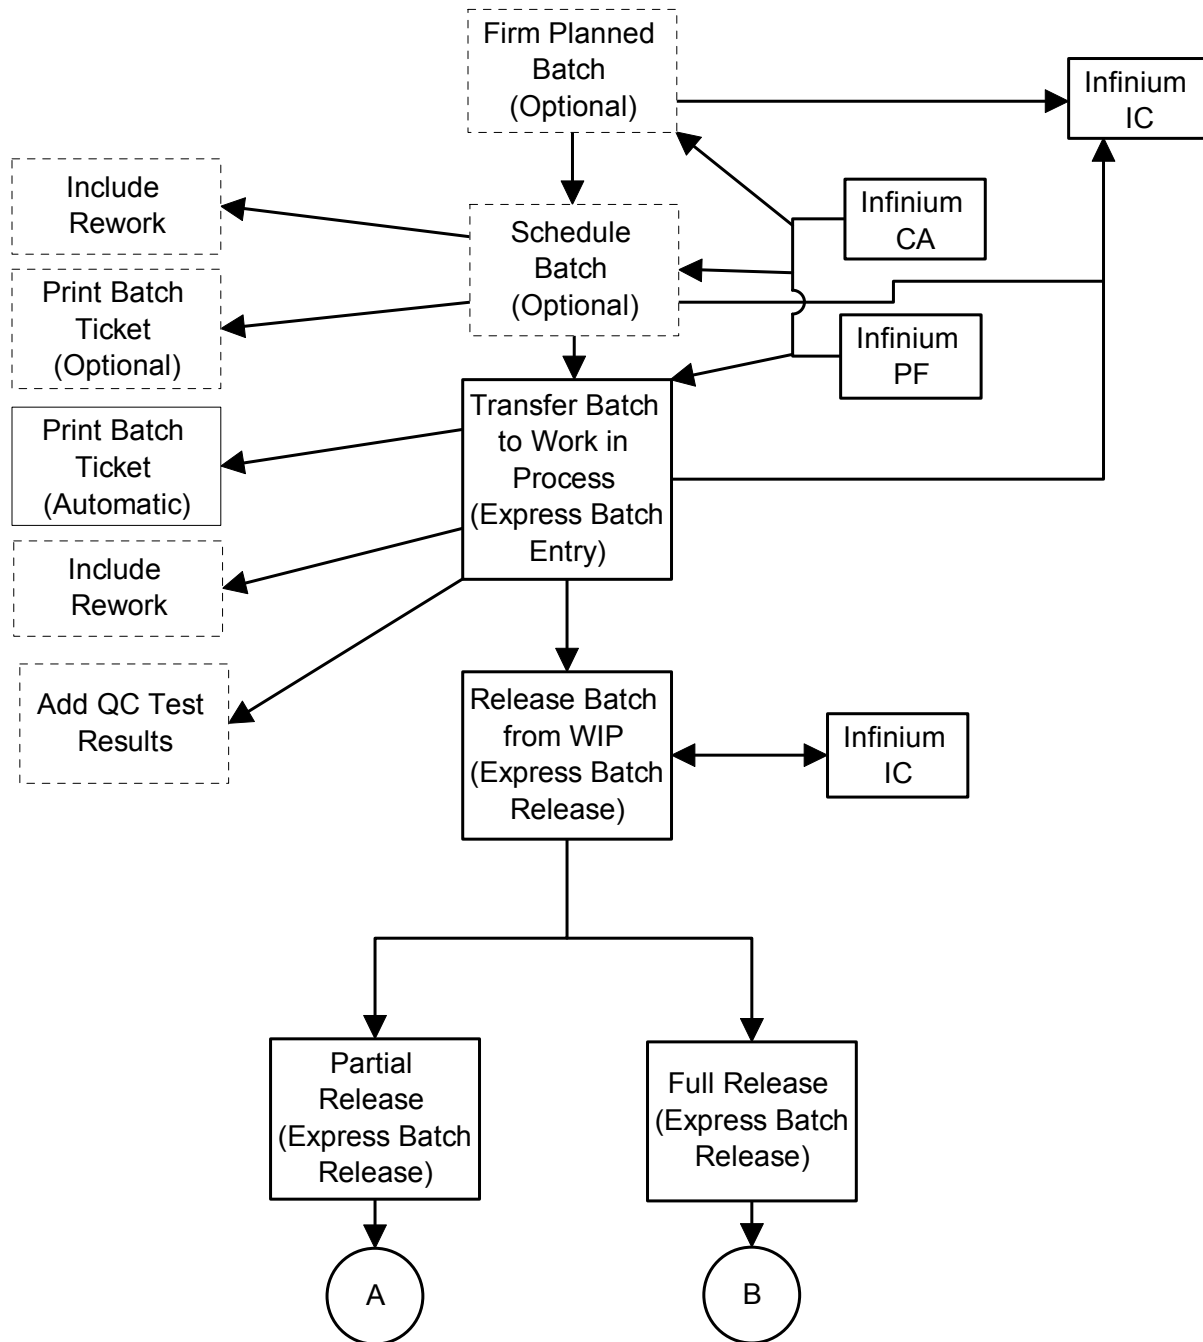 Firm Planned
Batch
(Optional)
Infinium
IC
Include
Rework
Schedule
Batch
(Optional)
Infinium
CA
Print Batch
Ticket
(Optional)
Infinium
PF
Transfer Batch
to Work in
Process
(Express Batch
Entry)
Print Batch
Ticket
(Automatic)
Include
Rework
Add QC Test
Results
Release Batch
from WIP
(Express Batch
Release)
Infinium
IC
Partial
Release
(Express Batch
Release)
Full Release
(Express Batch
Release)
A
B